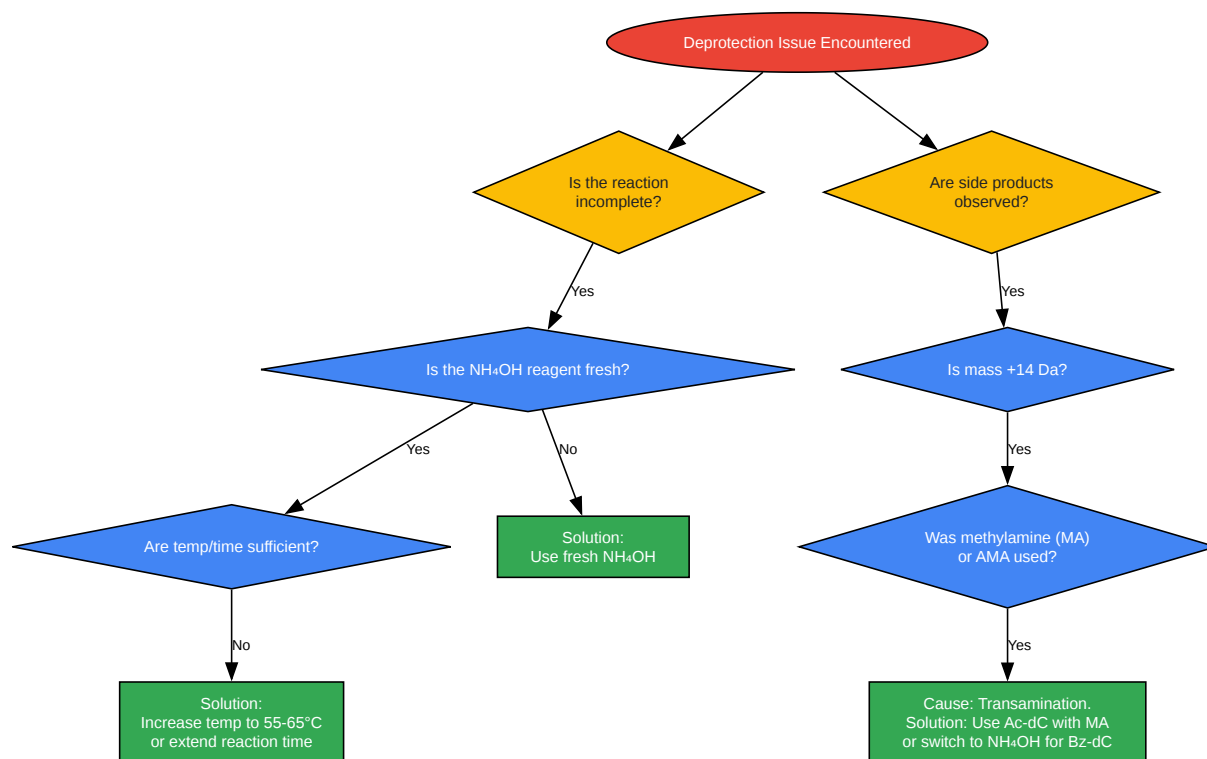 Deprotection Issue Encountered
Is the reaction
incomplete?
Are side products
observed?
Yes
Yes
Is the NH₄OH reagent fresh?
Is mass +14 Da?
Yes
No
Yes
Are temp/time sufficient?
Solution:
Use fresh NH₄OH
Was methylamine (MA)
or AMA used?
No
Yes
Solution:
Increase temp to 55-65°C
or extend reaction time
Cause: Transamination.
Solution: Use Ac-dC with MA
or switch to NH₄OH for Bz-dC